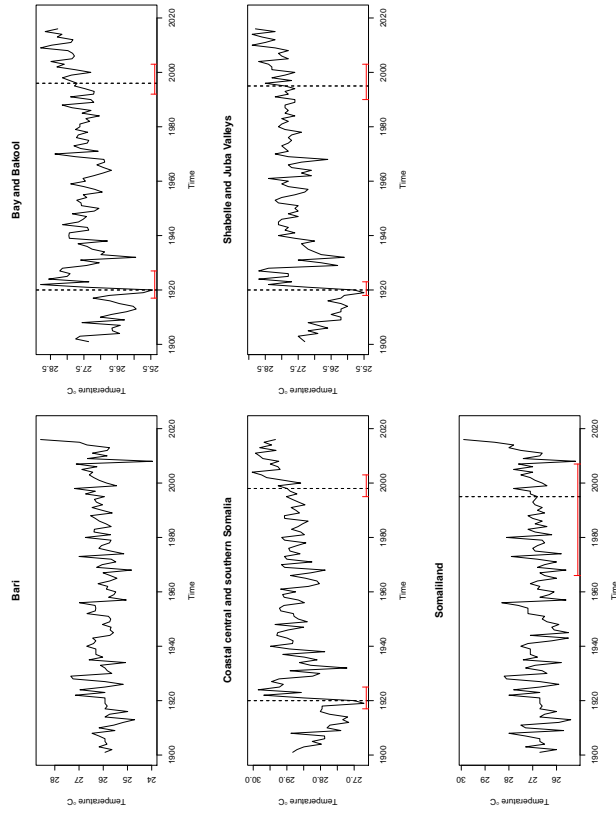 Bari
Temperature °C
24 25 26 27 28
1900 1920 1940 1960 1980 2000 2020
Time
Bay and Bakool
Temperature °C
25.5 26.5 27.5 28.5
1900 1920 1940 1960 1980 2000 2020
Time
Coastal central and southern Somalia
Temperature °C
27.0 28.0 29.0 30.0
1900 1920 1940 1960 1980 2000 2020
Time
Shabelle and Juba Valleys
Temperature °C
25.5 26.5 27.5 28.5
1900 1920 1940 1960 1980 2000 2020
Time
Somaliland
Temperature °C
26 27 28 29 30
1900 1920 1940 1960 1980 2000 2020
Time